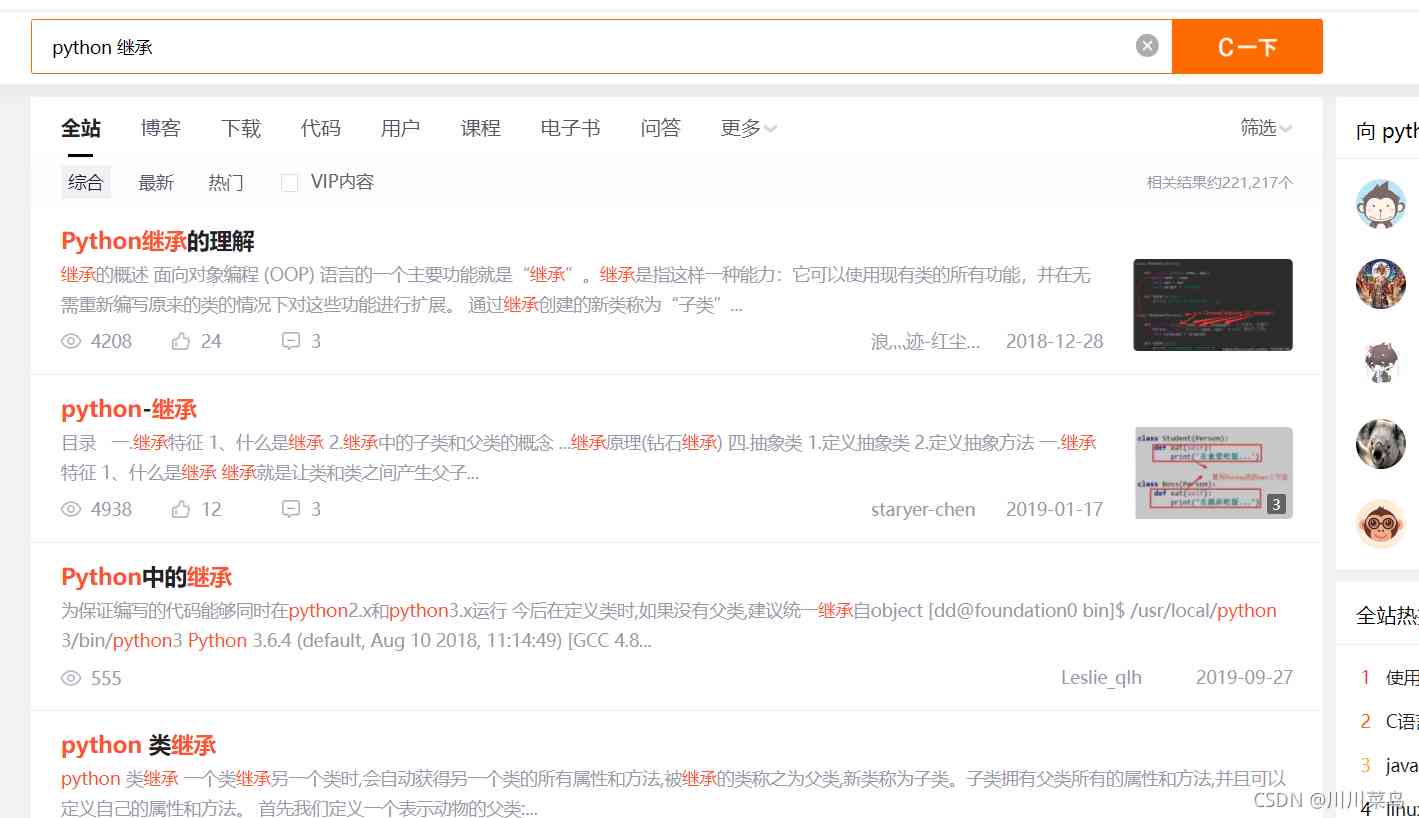 python 继承
C一下
全站 博客 下载 代码 用户 课程 电子书 问答 更多 筛选
综合 最新 热门 VIP内容 相关结果约221,217个
Python继承的理解
继承的概述 面向对象编程 (OOP) 语言的一个主要功能就是“继承”。继承是指这样一种能力：它可以使用现有类的所有功能，并在无
需重新编写原来的类的情况下对这些功能进行扩展。 通过继承创建的新类称为“子类”...
4208 24 3 浪,,,迹-红尘... 2018-12-28
python-继承
目录 一.继承特征 1、什么是继承 2.继承中的子类和父类的概念 ...继承原理(钻石继承) 四.抽象类 1.定义抽象类 2.定义抽象方法 一.继承
特征 1、什么是继承 继承就是让类和类之间产生父子...
class Student(Person):
def eat(self):
class Boss(Person):
def eat(self):
3
4938 12 3 staryer-chen 2019-01-17
Python中的继承
为保证编写的代码能够同时在python2.x和python3.x运行 今后在定义类时,如果没有父类,建议统一继承自object [dd@foundation0 bin]$ /usr/local/python
3/bin/python3 Python 3.6.4 (default, Aug 10 2018, 11:14:49) [GCC 4.8...
555 Leslie_qlh 2019-09-27
python 类继承
python 类继承 一个类继承另一个类时,会自动获得另一个类的所有属性和方法,被继承的类称之为父类,新类称为子类。子类拥有父类所有的属性和方法,并且可以
定义自己的属性和方法。 首先我们定义一个表示动物的父类:...
向 pyth
全站热
1 使用
2 C语
3 java
4 linux
CSDN @川川菜鸟